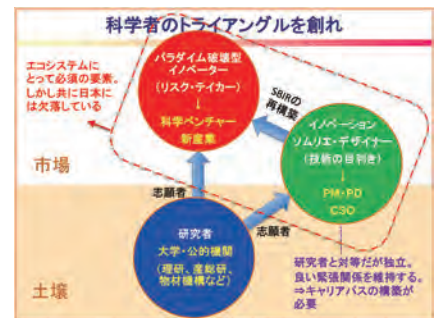 科学者のトライアングルを創れ
エコシステムに
とって必須の要素。
しかし共に日本に
は欠落している
パラダイム破壊型
イノベーター
(リスク・テイカー)
↓
科学ベンチャー
新産業
SBIRの
再構築
イノベーション
ソムリエ・デザイナー
(技術の目利き)
↓
PM・PD
CSO
市場
志願者
志願者
研究者
大学・公的機関
(理研、産総研、
物材機構など)
土壌
研究者と対等だが独立。
良い緊張関係を維持する。
⇒キャリアパスの構築が
必要